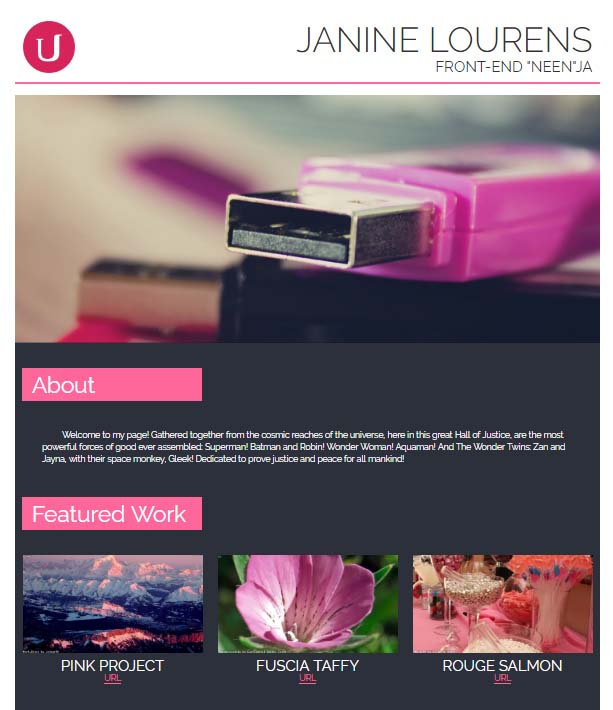 U
JANINE LOURENS
FRONT-END "NEEN"JA
About
Welcome to my page! Gathered together from the cosmic reaches of the universe, here in this great Hall of Justice, are the most
powerful forces of good ever assembled: Superman! Batman and Robin! Wonder Woman! Aquaman! And The Wonder Twins: Zan and
Jayna, with their space monkey, Gleek! Dedicated to prove justice and peace for all mankind!
Featured Work
PINK PROJECT
URL
FUSCIA TAFFY
URL
ROUGE SALMON
URL